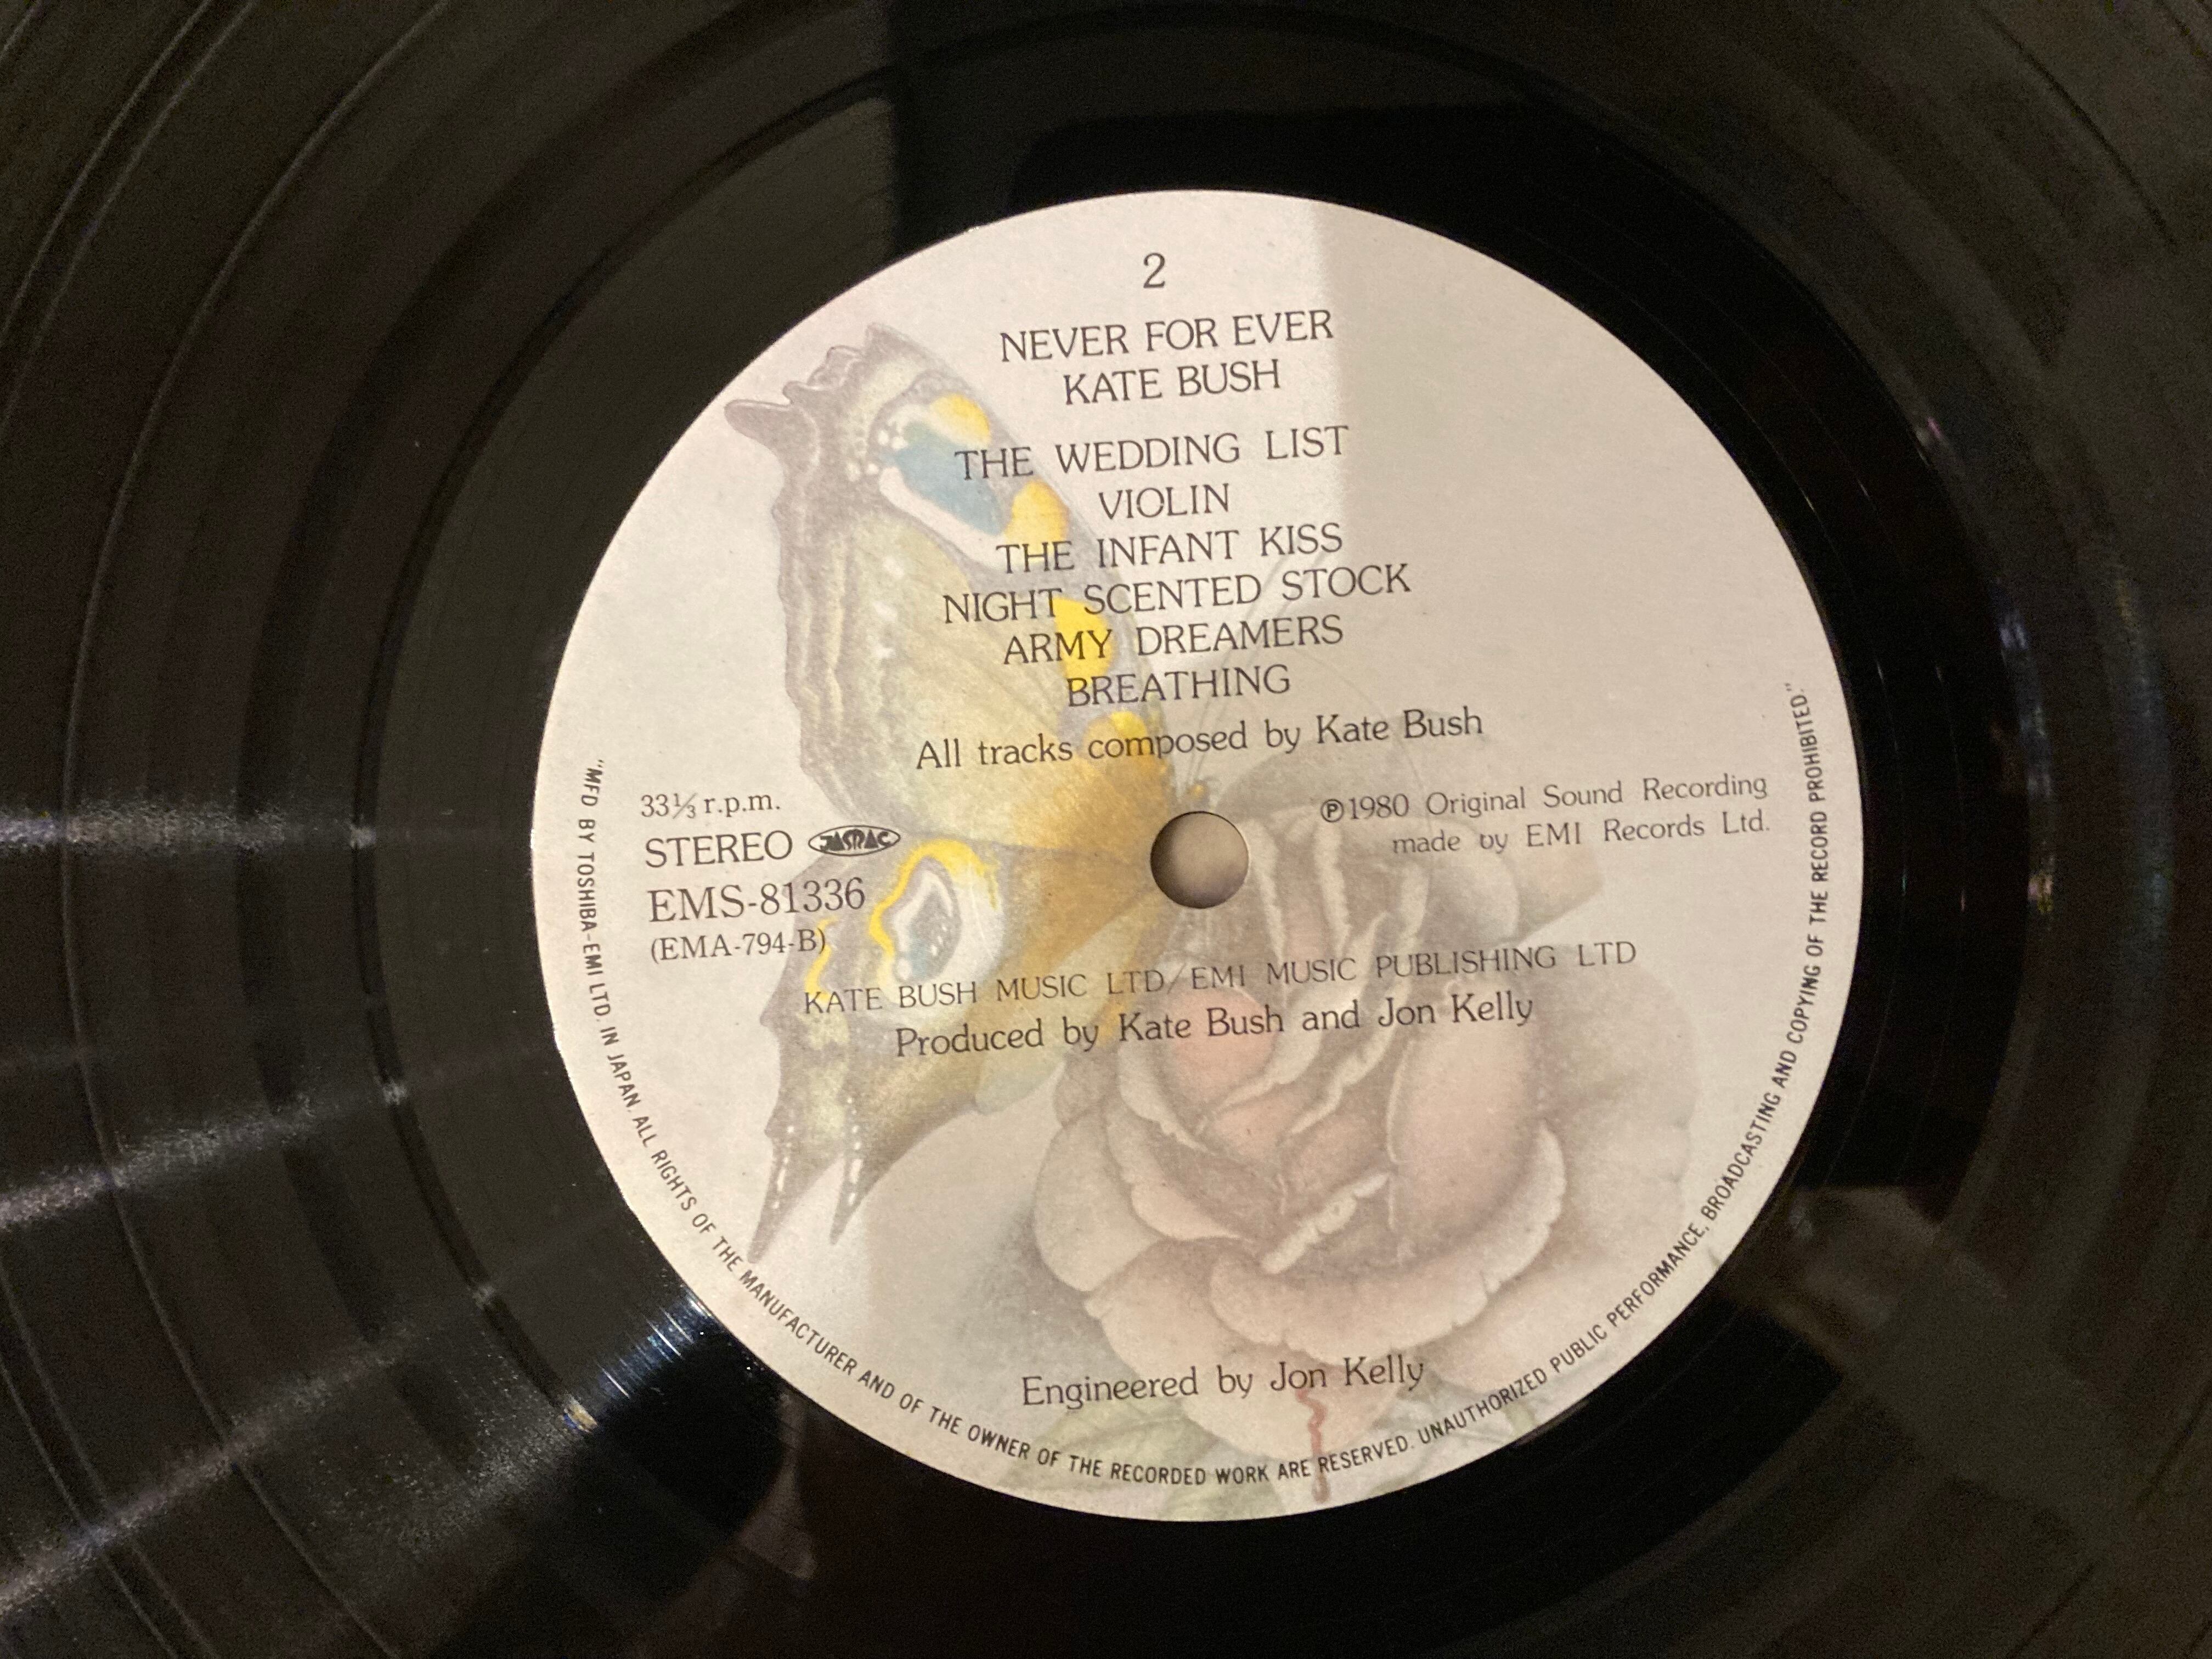 2
NEVER FOR EVER
KATE BUSH
THE WEDDING LIST
VIOLIN
THE INFANT KISS
NIGHT SCENTED STOCK
ARMY DREAMERS
BREATHING
All tracks composed by Kate Bush
33⅓ r.p.m.
STEREO JASRAC
EMS-81336
(EMA-794-B)
℗1980 Original Sound Recording
made by EMI Records Ltd.
KATE BUSH MUSIC LTD/EMI MUSIC PUBLISHING LTD
Produced by Kate Bush and Jon Kelly
Engineered by Jon Kelly
"MFD BY TOSHIBA-EMI LTD. IN JAPAN. ALL RIGHTS OF THE MANUFACTURER AND OF THE OWNER OF THE RECORDED WORK ARE RESERVED. UNAUTHORIZED PUBLIC PERFORMANCE, BROADCASTING AND COPYING OF THE RECORD PROHIBITED."